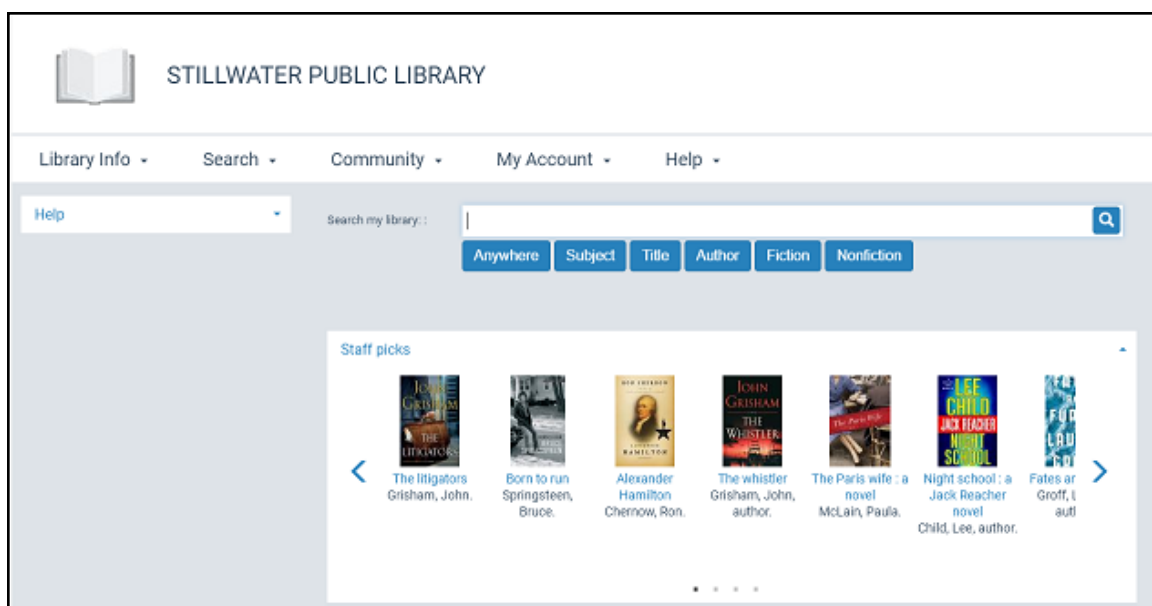 STILLWATER PUBLIC LIBRARY
Library Info
Search
Community
My Account
Help
Help
Search my library: :
Anywhere
Subject
Title
Author
Fiction
Nonfiction
Staff picks
JOHN
GRISHAM
THE
LITIGATORS
RON CHERNOW
HAMILTON
JOHN
GRISHAM
THE
WHISTLER
The Paris Wife
LEE
CHILD
JACK REACHER
NIGHT
SCHOOL
The litigators
Grisham, John.
Born to run
Springsteen,
Bruce.
Alexander
Hamilton
Chernow, Ron.
The whistler
Grisham, John,
author.
The Paris wife : a
novel
McLain, Paula.
Night school : a
Jack Reacher
novel
Child, Lee, author.
Fates ar
Groff, L
autl